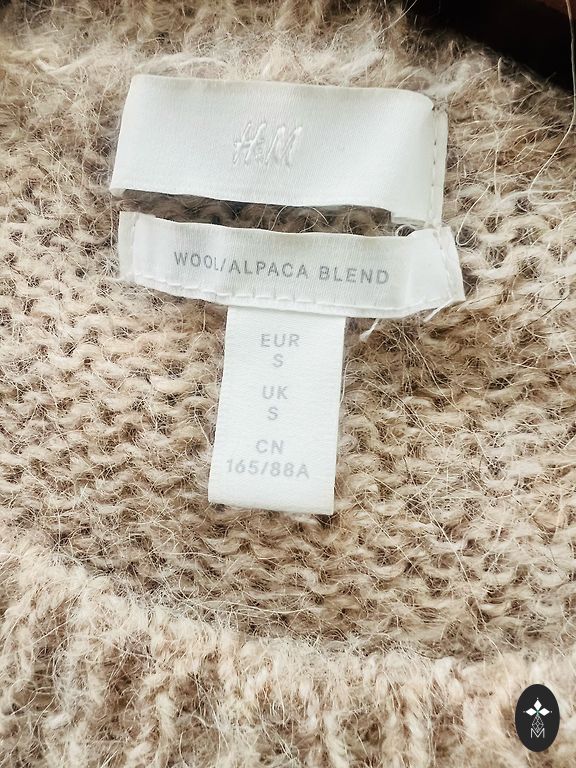 H&M
WOOL/ALPACA BLEND
EUR
S
UK
S
CN
165/88A
M